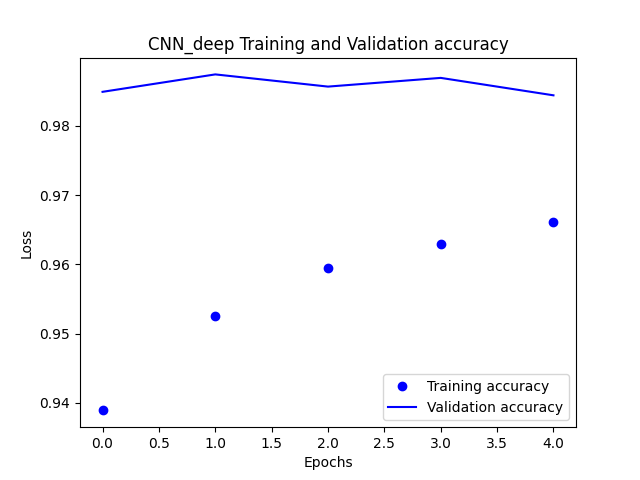 CNN_deep Training and Validation accuracy
0.98
0.97
0.96
0.95
0.94
Loss
Training accuracy
Validation accuracy
0.0 0.5 1.0 1.5 2.0 2.5 3.0 3.5 4.0
Epochs